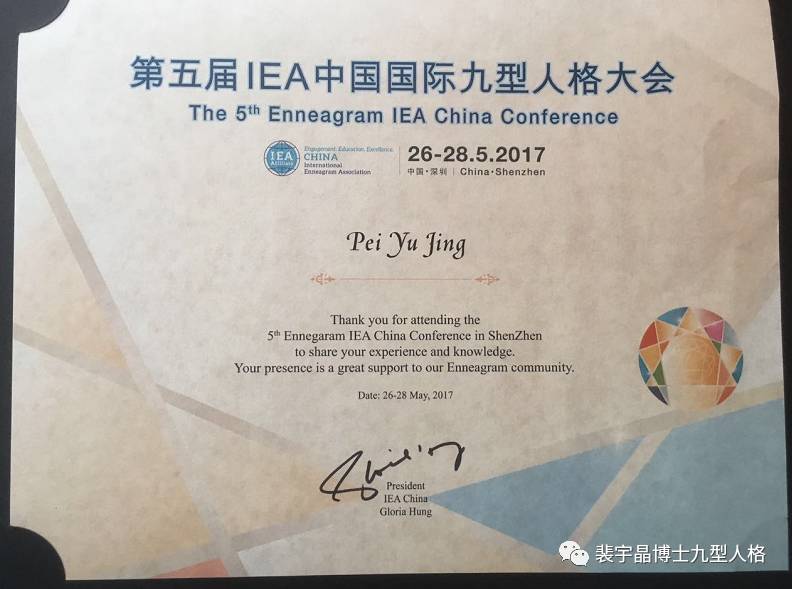 第五届IEA中国国际九型人格大会
The 5th Enneagram IEA China Conference
IEA
Affiliate
Engagement. Education. Excellence.
CHINA
International
Enneagram Association
26-28.5.2017
中国·深圳 | China·Shenzhen
Pei Yu Jing
Thank you for attending the
5th Ennegaram IEA China Conference in ShenZhen
to share your experience and knowledge.
Your presence is a great support to our Enneagram community.
Date: 26-28 May, 2017
President
IEA China
Gloria Hung
裴宇晶博士九型人格